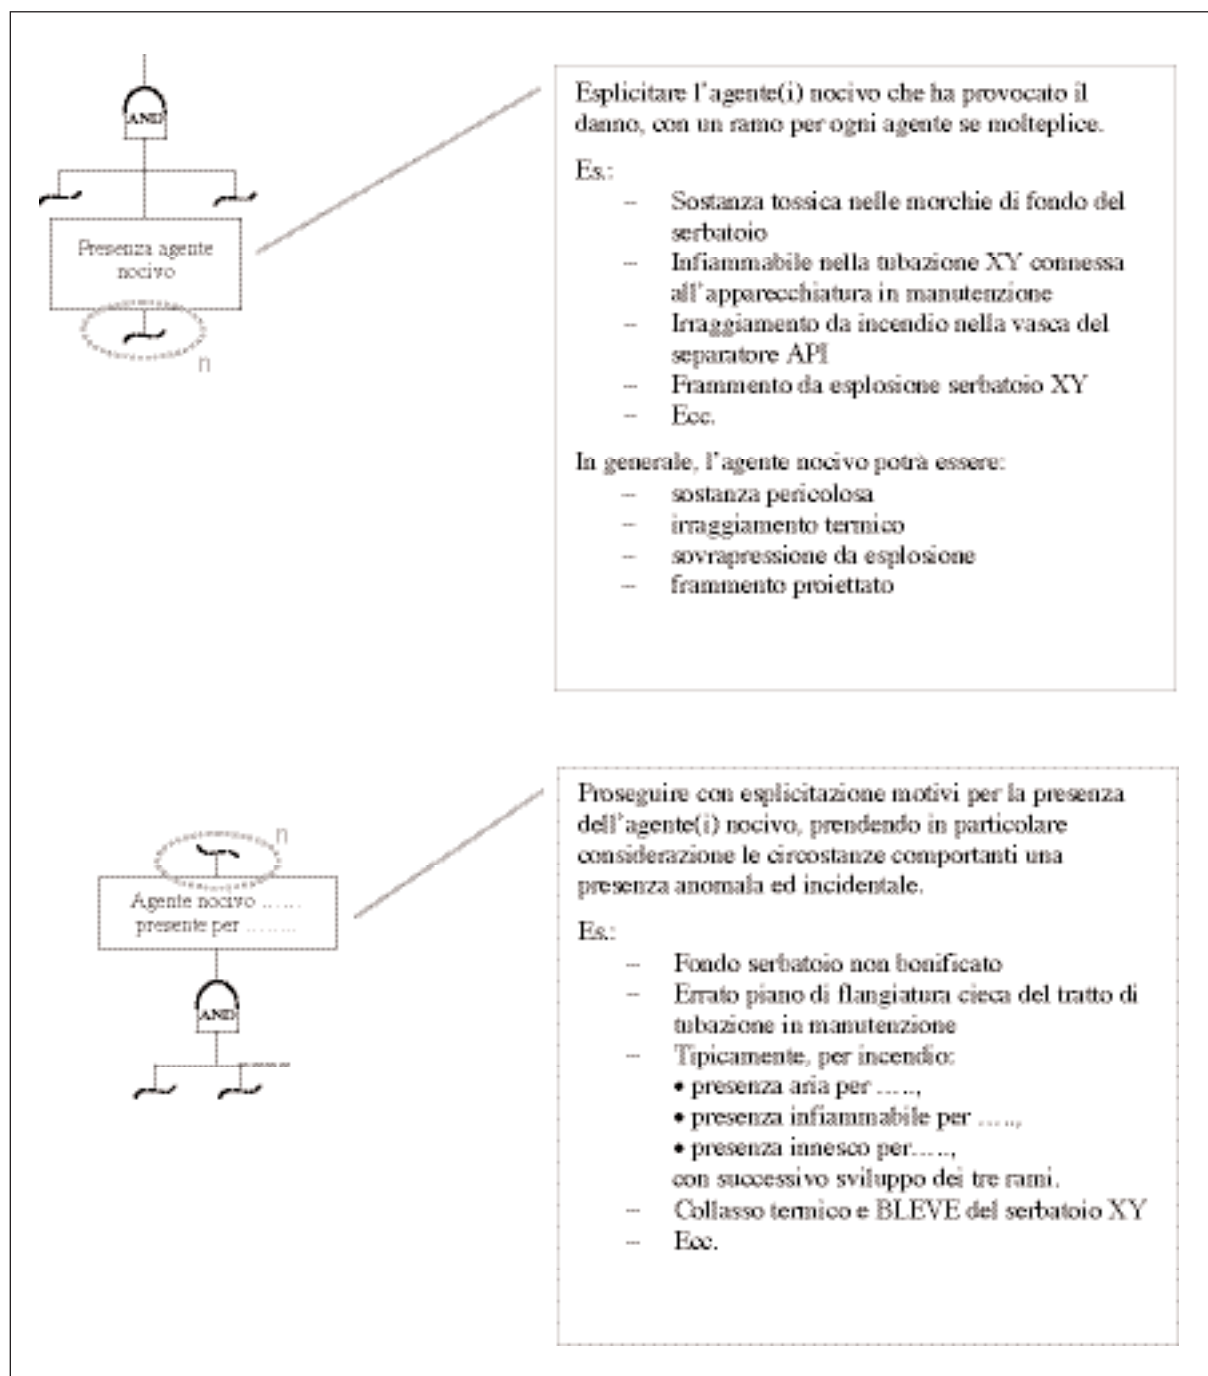 AND
Presenza agente
nocivo
n
Esplicitare l'agente(i) nocivo che ha provocato il
danno, con un ramo per ogni agente se molteplice.
Es.:
– Sostanza tossica nelle morchie di fondo del
serbatoio
– Infiammabile nella tubazione XY connessa
all'apparecchiatura in manutenzione
– Irraggiamento da incendio nella vasca del
separatore API
– Frammento da esplosione serbatoio XY
– Ecc.
In generale, l'agente nocivo potrà essere:
– sostanza pericolosa
– irraggiamento termico
– sovrapressione da esplosione
– frammento proiettato
n
Agente nocivo ......
presente per ........
AND
Proseguire con esplicitazione motivi per la presenza
dell'agente(i) nocivo, prendendo in particolare
considerazione le circostanze comportanti una
presenza anomala ed incidentale.
Es.:
– Fondo serbatoio non bonificato
– Errato piano di flangiatura cieca del tratto di
tubazione in manutenzione
– Tipicamente, per incendio:
• presenza aria per .....,
• presenza infiammabile per .....,
• presenza innesco per.....,
con successivo sviluppo dei tre rami.
– Collasso termico e BLEVE del serbatoio XY
– Ecc.